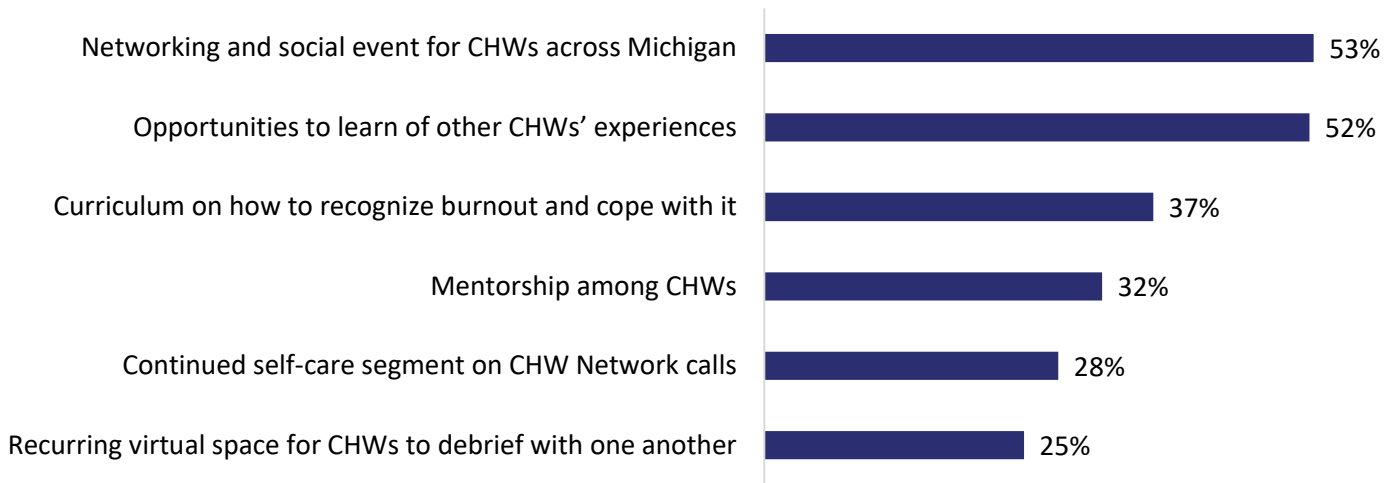 Networking and social event for CHWs across Michigan 53%
Opportunities to learn of other CHWs’ experiences 52%
Curriculum on how to recognize burnout and cope with it 37%
Mentorship among CHWs 32%
Continued self-care segment on CHW Network calls 28%
Recurring virtual space for CHWs to debrief with one another 25%